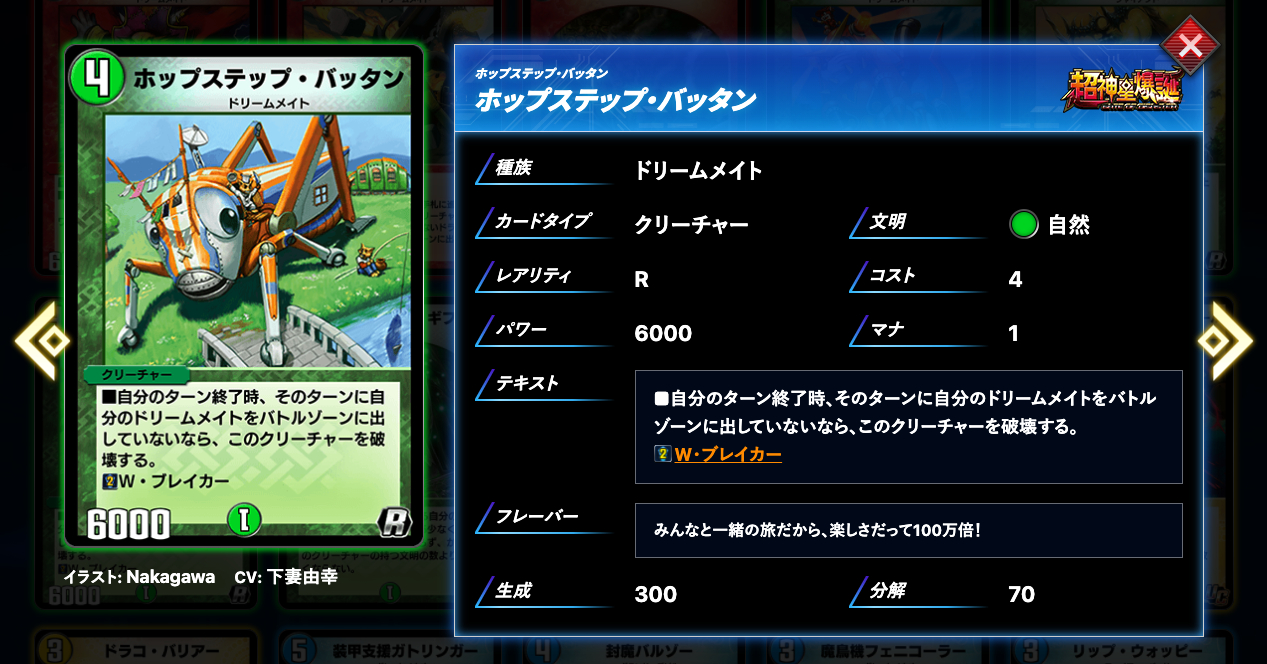 4
ホップステップ・バッタン
ドリームメイト
クリーチャー
■自分のターン終了時、そのターンに自
分のドリームメイトをバトルゾーンに出
していないなら、このクリーチャーを破
壊する。
2W・ブレイカー
6000
1
R
イラスト: Nakagawa CV: 下妻由幸
ホップステップ・バッタン
ホップステップ・バッタン
超神星爆誕
種族
ドリームメイト
カードタイプ
クリーチャー
文明
自然
レアリティ
R
コスト
4
パワー
6000
マナ
1
テキスト
■自分のターン終了時、そのターンに自分のドリームメイトをバトル
ゾーンに出していないなら、このクリーチャーを破壊する。
2 W・ブレイカー
フレーバー
みんなと一緒の旅だから、楽しさだって100万倍！
生成
300
分解
70
6000
3
ドラコ・バリアー
5
装甲支援ガトリンガー
4
封魔バルゾー
3
魔鳥機フェニコーラー
3
リップ・ウォッピー